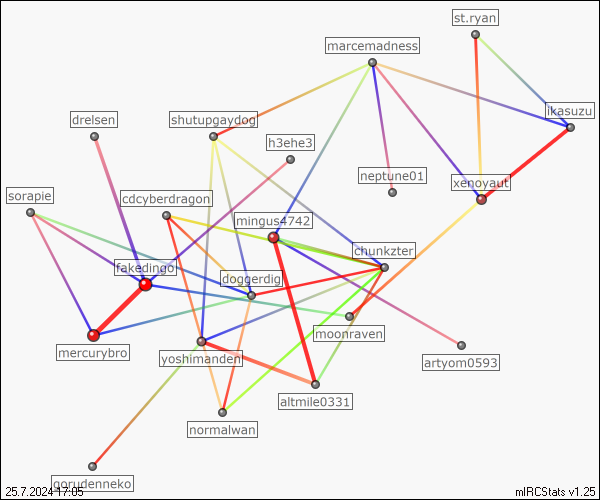 st.ryan
marcemadness
ikasuzu
drelsen
shutupgaydog
h3ehe3
neptune01
xenoyaut
sorapie
cdcyberdragon
mingus4742
chunkzter
fakedingo
doggerdig
moonraven
mercurybro
yoshimanden
artyom0593
altmile0331
normalwan
gorudenneko
25.7.2024 17:05
mIRCStats v1.25